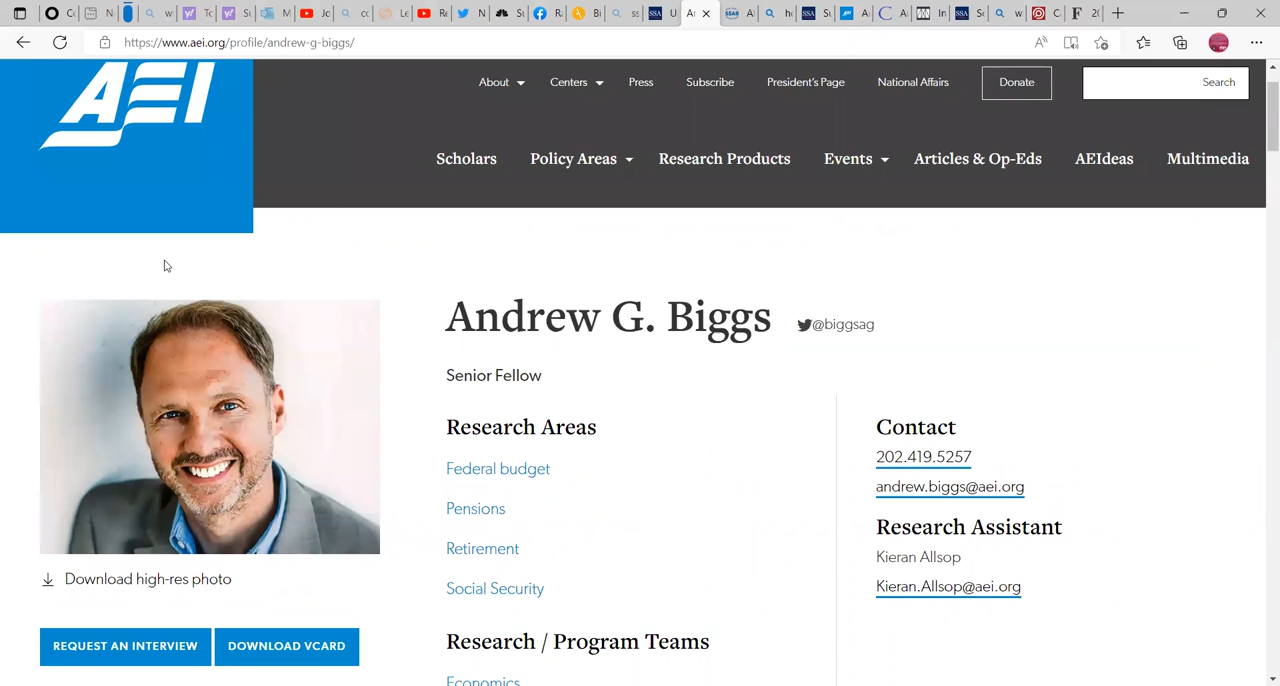 https://www.aei.org/profile/andrew-g-biggs/
AEI
About Centers Press Subscribe President's Page National Affairs Donate Search
Scholars Policy Areas Research Products Events Articles & Op-Eds AEIdeas Multimedia
Andrew G. Biggs @biggsag
Senior Fellow
Research Areas
Federal budget
Pensions
Retirement
Social Security
Research / Program Teams
Economics
Contact
202.419.5257
andrew.biggs@aei.org
Research Assistant
Kieran Allsop
Kieran.Allsop@aei.org
Download high-res photo
REQUEST AN INTERVIEW DOWNLOAD VCARD